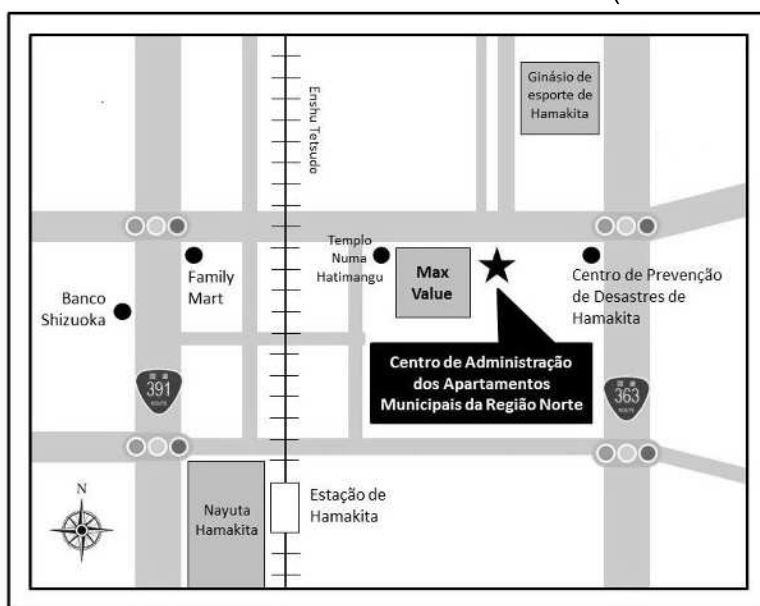 (
Ginásio de
esporte de
Hamakita
Enshu Tetsudo
Templo
Numa
Hatimangu
Family
Mart
Max
Value
Centro de Prevenção
de Desastres de
Hamakita
Banco
Shizuoka
Centro de Administração
dos Apartamentos
Municipais da Região Norte
391
ROUTE
363
ROUTE
N
Nayuta
Hamakita
Estação de
Hamakita